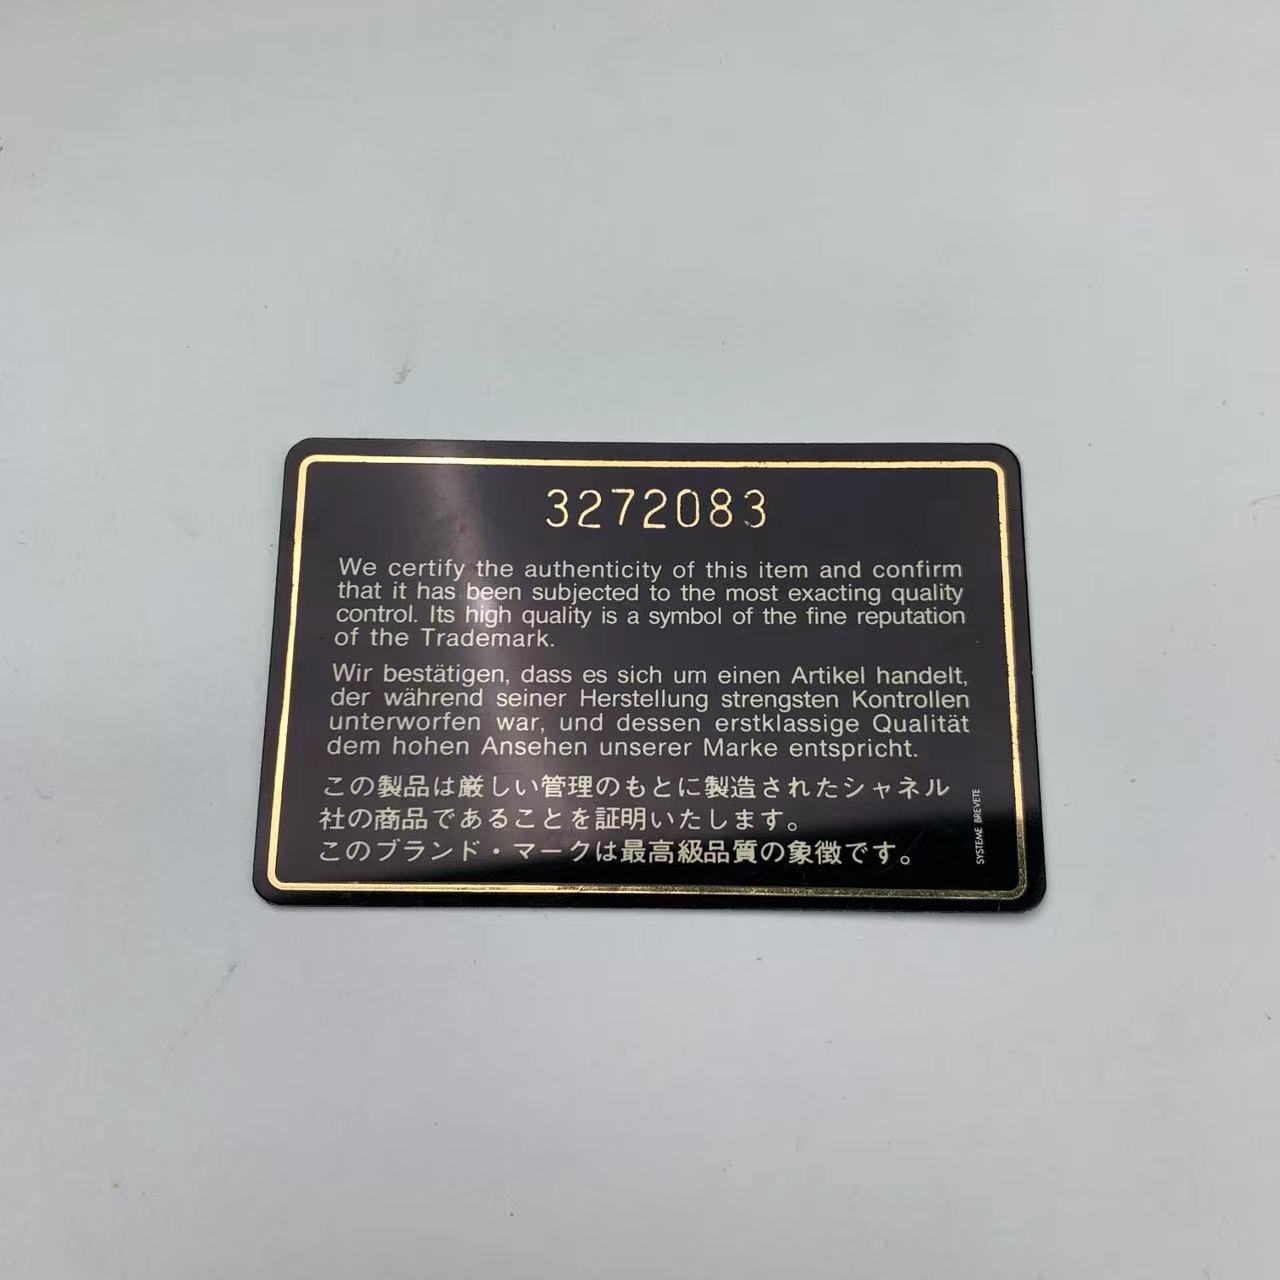 3272083
We certify the authenticity of this item and confirm
that it has been subjected to the most exacting quality
control. Its high quality is a symbol of the fine reputation
of the Trademark.
Wir bestätigen, dass es sich um einen Artikel handelt,
der während seiner Herstellung strengsten Kontrollen
unterworfen war, und dessen erstklassige Qualität
dem hohen Ansehen unserer Marke entspricht.
この製品は厳しい管理のもとに製造されたシャネル
社の商品であることを証明いたします。
このブランド・マークは最高級品質の象徴です。
SYSTEME BREVETE